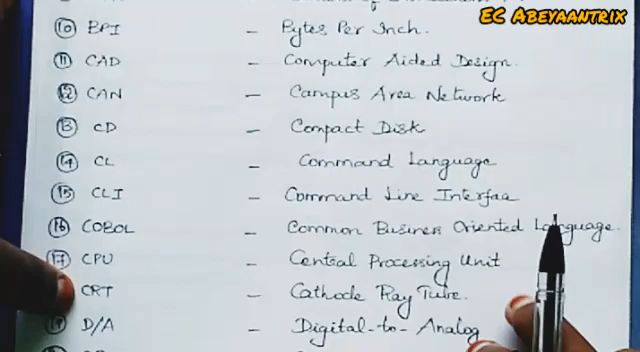 EC ABEYAANTRIX
10 BPI - Bytes Per Inch.
11 CAD - Computer Aided Design.
12 CAN - Campus Area Network
13 CD - Compact Disk
14 CL - Command Language
15 CLI - Command Line Interface
16 COBOL - Common Business Oriented Language.
17 CPU - Central Processing Unit
CRT - Cathode Ray Tube.
19 D/A - Digital-to-Analog